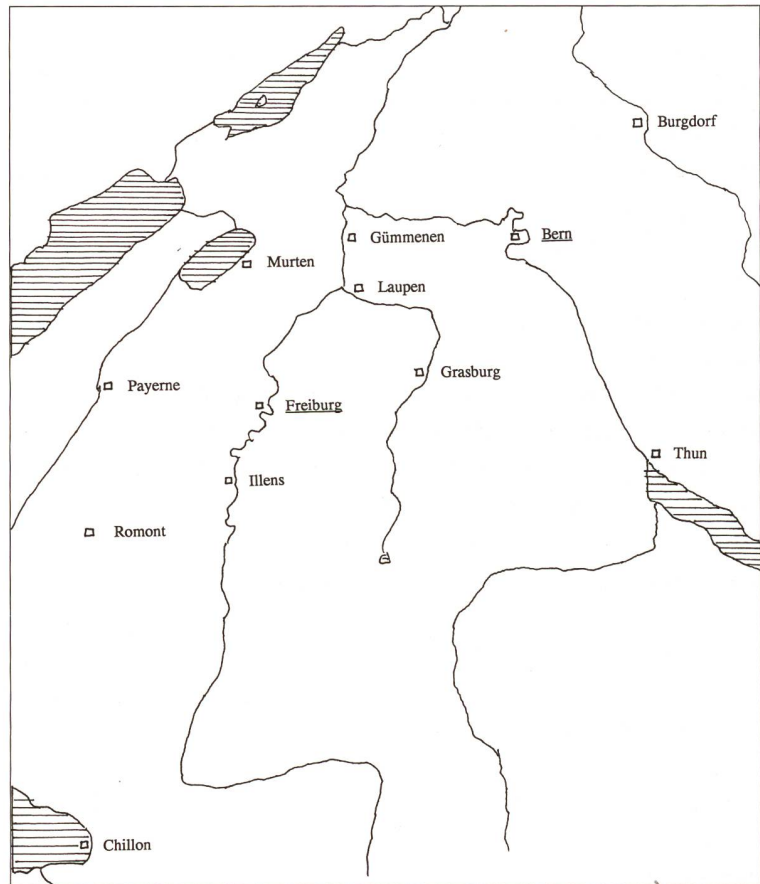 Burgdorf
Gümmenen
Bern
Murten
Laupen
Payerne
Grasburg
Freiburg
Thun
Illens
Romont
Chillon